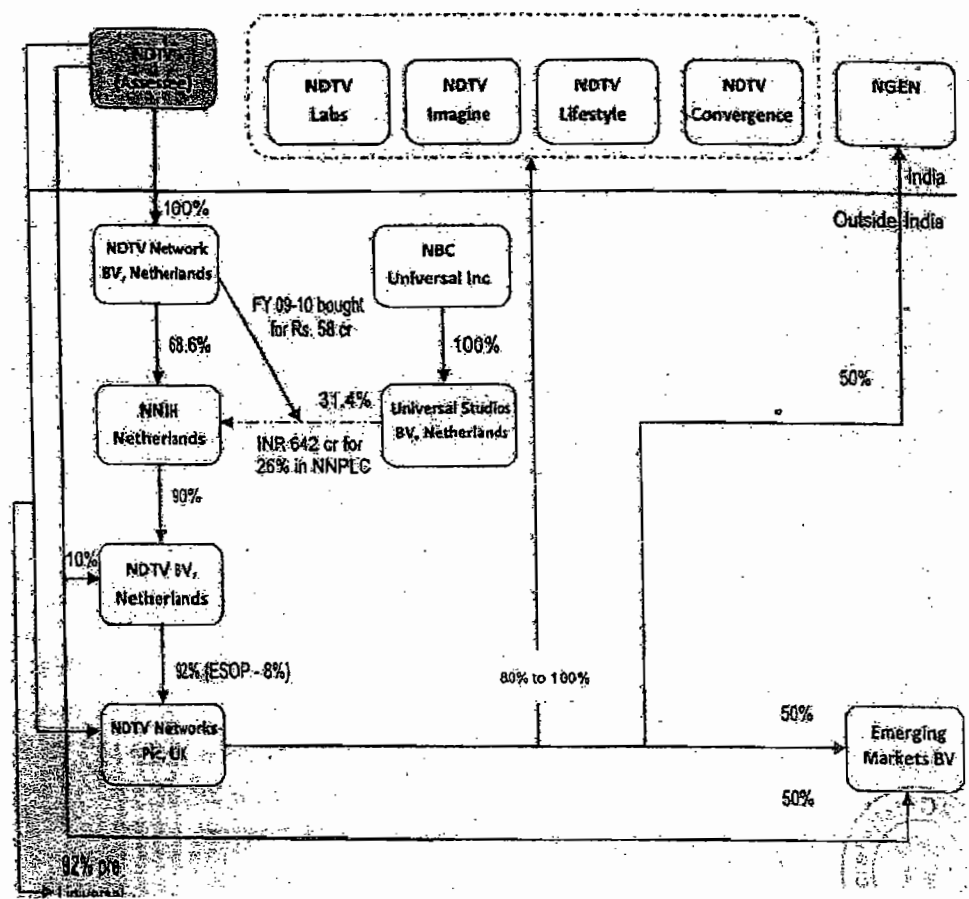 NDTV
(Assessee)
NDTV
Labs
NDTV
Imagine
NDTV
Lifestyle
NDTV
Convergence
NGEN
India
Outside India
100%
NDTV Network
BV, Netherlands
NBC
Universal Inc
FY 09-10 bought
for Rs. 58 cr
68.6%
100%
50%
NNIH
Netherlands
31.4%
Universal Studios
BV, Netherlands
INR 642 cr for
26% in NNPLC
90%
10%
NDTV BV,
Netherlands
92% (ESOP - 8%)
80% to 100%
NDTV Networks
Plc, UK
50%
Emerging
Markets BV
50%
92% pre
Universal